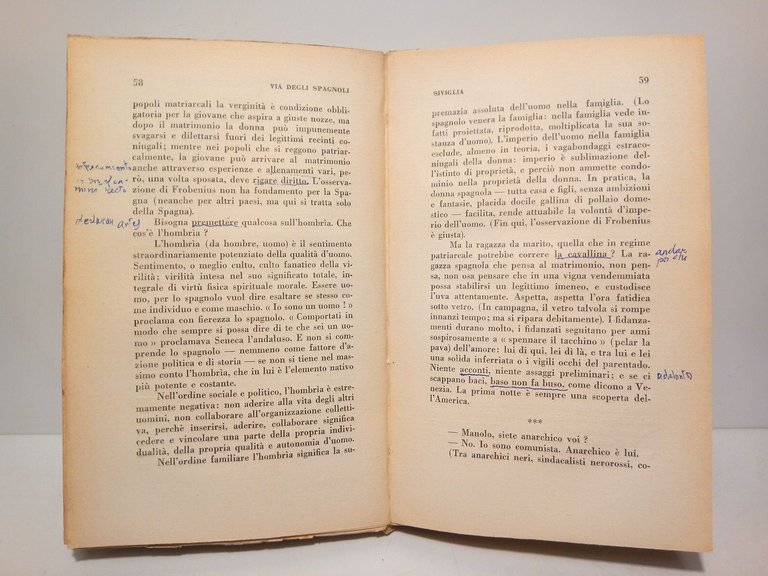 58
VIA DEGLI SPAGNOLI
popoli matriarcali la verginità è condizione obbli-
gatoria per la giovane che aspira a giuste nozze, ma
dopo il matrimonio la donna può impunemente
svagarsi e dilettarsi fuori dei legittimi recinti co-
niugali; mentre nei popoli che si reggono patriar-
calmente, la giovane può arrivare al matrimonio
anche attraverso esperienze e allenamenti vari, pe-
rò, una volta sposata, deve rigare diritto. L'osserva-
zione di Frobenius non ha fondamento per la Spa-
gna (neanche per altri paesi, ma qui si tratta solo
della Spagna).
Bisogna premettere qualcosa sull'hombria. Che
cos'è l'hombria ?
L'hombria (da hombre, uomo) è il sentimento
straordinariamente potenziato della qualità d'uomo.
Sentimento, o meglio culto, culto fanatico della vi-
rilità: virilità intesa nel suo significato totale, in-
tegrale di virtù fisica spirituale morale. Essere uo-
mo, per lo spagnolo vuol dire esaltare se stesso co-
me individuo e come maschio. « Io sono un uomo ! »
proclama con fierezza lo spagnolo. « Comportati in
modo che sempre si possa dire di te che sei un uo-
mo » proclamava Seneca l'andaluso. E non si com-
prende lo spagnolo — nemmeno come fattore d'a-
zione politica e di storia — se non si tiene nel mas-
simo conto l'hombria, che in lui è l'elemento nativo
più potente e costante.
Nell'ordine sociale e politico, l'hombria è estre-
mamente negativa: non aderire alla vita degli altri
uomini, non collaborare all'organizzazione colletti-
va, perchè inserirsi, aderire, collaborare significa
cedere e vincolare una parte della propria indivi-
dualità, della propria qualità e autonomia d'uomo.
Nell'ordine familiare l'hombria significa la su-
SIVIGLIA
59
premazia assoluta dell'uomo nella famiglia. (Lo
spagnolo venera la famiglia: nella famiglia vede in-
fatti proiettata, riprodotta, moltiplicata la sua so-
stanza d'uomo.) L'imperio dell'uomo nella famiglia
esclude, almeno in teoria, i vagabondaggi estraco-
niugali della donna: imperio è sublimazione del-
l'istinto di proprietà, e perciò non ammette condo-
minio nella proprietà della donna. In pratica, la
donna spagnola — tutta casa e figli, senza ambizioni
e fantasie, placida docile gallina di pollaio dome-
stico — facilita, rende attuabile la volontà d'impe-
rio dell'uomo. (Fin qui, l'osservazione di Frobenius
è giusta).
Ma la ragazza da marito, quella che in regime
patriarcale potrebbe correre la cavallina ? La ra-
gazza spagnola che pensa al matrimonio, non pen-
sa, non osa pensare che in una vigna vendemmiata
possa stabilirsi un legittimo imeneo, e custodisce
l'uva attentamente. Aspetta, aspetta l'ora fatidica
sotto vetro. (In campagna, il vetro talvola si rompe
innanzi tempo; ma si ripara debitamente). I fidanza-
menti durano molto, i fidanzati seguitano per anni
sospirosamente a « spennare il tacchino » (pelar la
pava) dell'amore: lui di qui, lei di là, e tra lui e lei
una solida inferriata o i vigili occhi del parentado.
Niente acconti, niente assaggi preliminari; e se ci
scappano baci, baso non fa buso, come dicono a Ve-
nezia. La prima notte è sempre una scoperta del-
l'America.
***
— Manolo, siete anarchico voi ?
— No. Io sono comunista. Anarchico è lui.
(Tra anarchici neri, sindacalisti nerorossi, co-